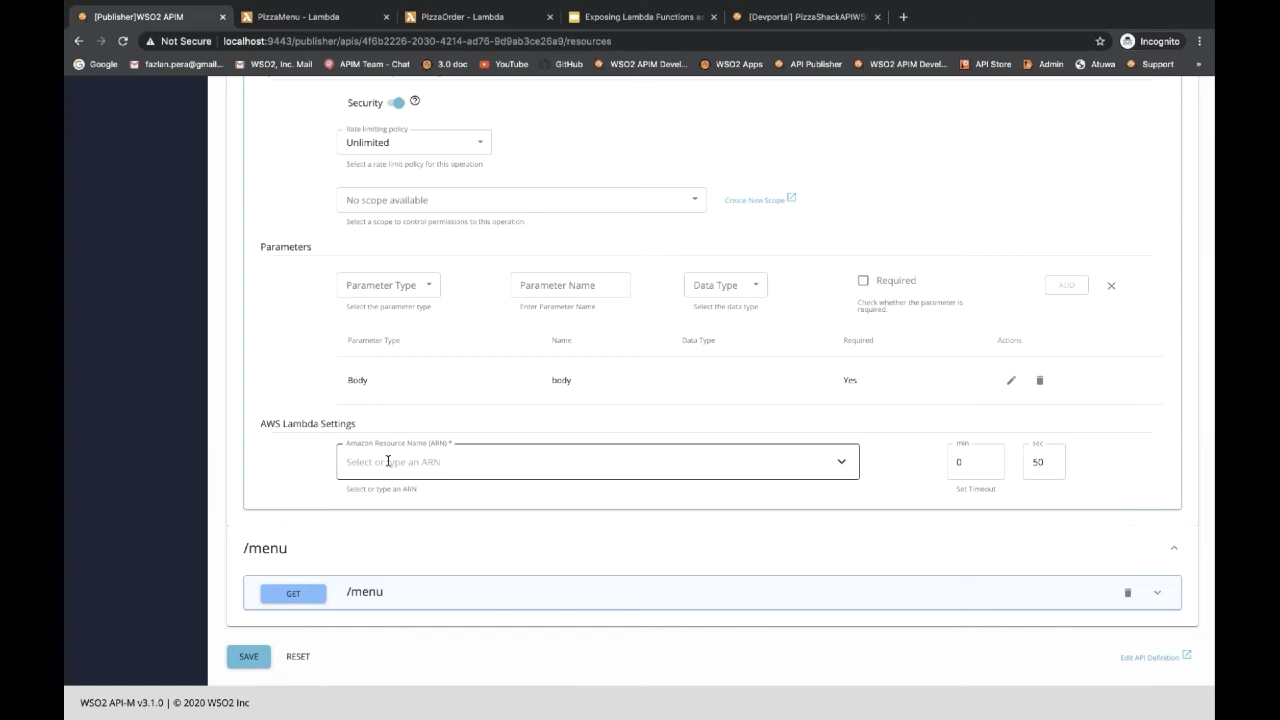 [Publisher]WSO2 APIM
PizzaMenu - Lambda
PizzaOrder - Lambda
Exposing Lambda Functions as
[Devportal] PizzaShackAPIWS
Not Secure
localhost:9443/publisher/apis/4f6b2226-2030-4214-ad76-9d9ab3ce26a9/resources
Incognito
Google
fazlan.pera@gmail...
WSO2, Inc. Mail
APIM Team - Chat
3.0 doc
YouTube
GitHub
WSO2 APIM Devel...
WSO2 Apps
API Publisher
WSO2 APIM Devel...
API Store
Admin
Atuwa
Support
»
Security
Rate limiting policy
Unlimited
Select a rate limit policy for this operation
No scope available
Create New Scope
Select a scope to control permissions to this operation
Parameters
Parameter Type
Parameter Name
Data Type
Required
ADD
Select the parameter type
Enter Parameter Name
Select the data type
Check whether the parameter is
required.
Parameter Type
Name
Data Type
Required
Actions
Body
body
Yes
AWS Lambda Settings
Amazon Resource Name (ARN) *
Select or type an ARN
min
0
sec
50
Select or type an ARN
Set Timeout
/menu
GET
/menu
SAVE
RESET
Edit API Definition
WSO2 API-M v3.1.0 | © 2020 WSO2 Inc